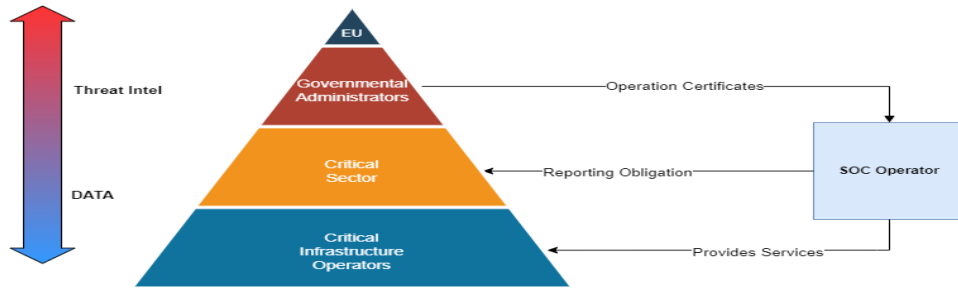 EU
Governmental
Administrators
Operation Certificates
Threat Intel
Critical
Sector
Reporting Obligation
SOC Operator
DATA
Critical
Infrastructure
Operators
Provides Services